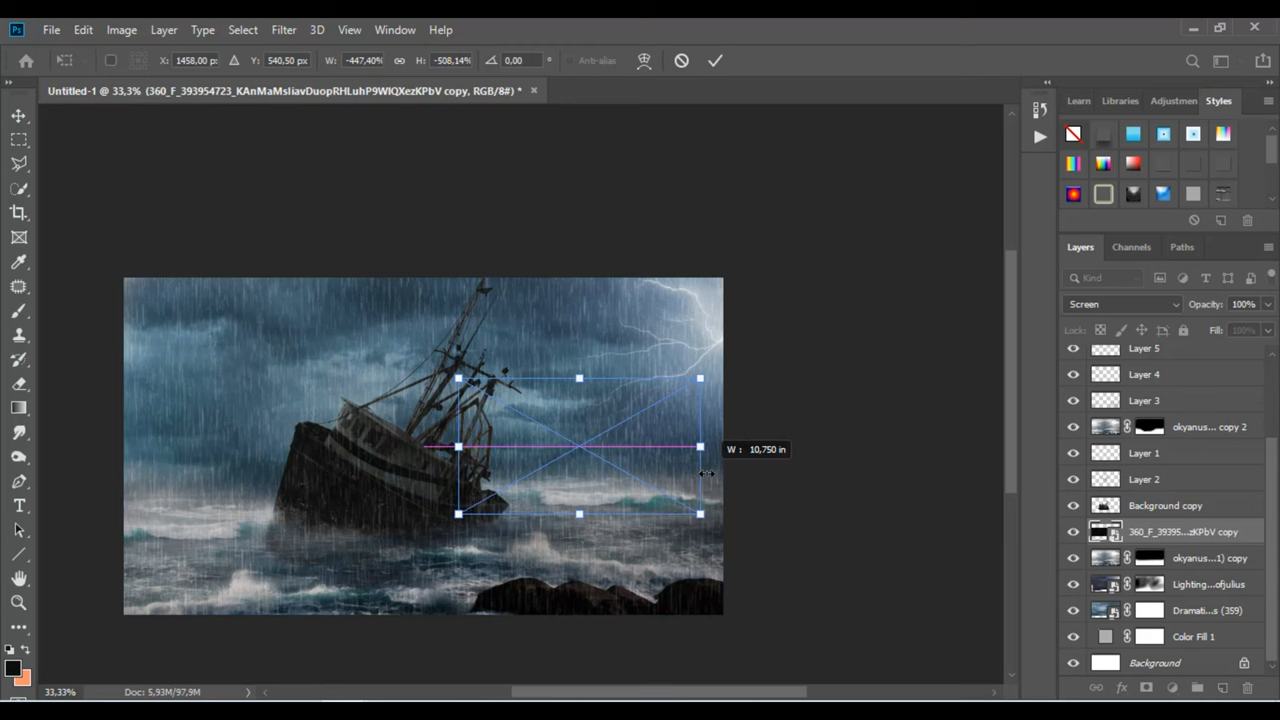 Ps File Edit Image Layer Type Select Filter 3D View Window Help
X: 1458,00 px Y: 540,50 px W: -447,40% H: -508,14% 0,00 ° Anti-alias
Untitled-1 @ 33,3% (360_F_393954723_KAnMaMsIiavDuopRHLuhP9WIQXezKPbV copy, RGB/8#) *
Learn Libraries Adjustmen Styles
Layers Channels Paths
Kind
Screen Opacity: 100%
Lock: Fill: 100%
Layer 5
Layer 4
Layer 3
okyanus... copy 2
W : 10,750 in
Layer 1
Layer 2
Background copy
360_F_39395...zKPbV copy
okyanus...1) copy
Lighting...ofjulius
Dramati...s (359)
Color Fill 1
Background
33,33% Doc: 5,93M/97,9M
T
fx